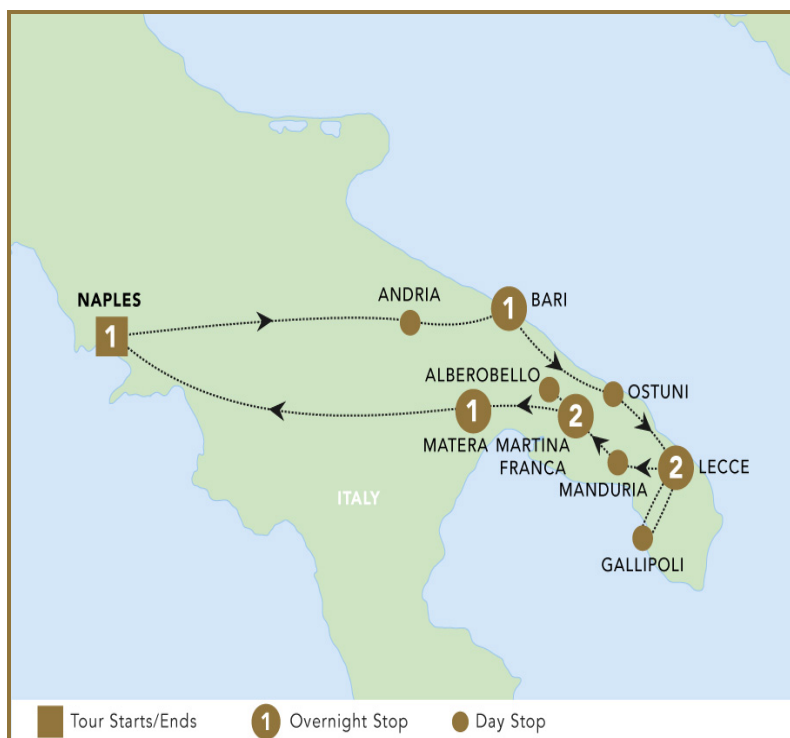 NAPLES
1
ANDRIA
1
BARI
ALBEROBELLO
OSTUNI
1
2
MATERA
MARTINA
FRANCA
2
LECCE
MANDURIA
ITALY
GALLIPOLI
Tour Starts/Ends
1
Overnight Stop
Day Stop